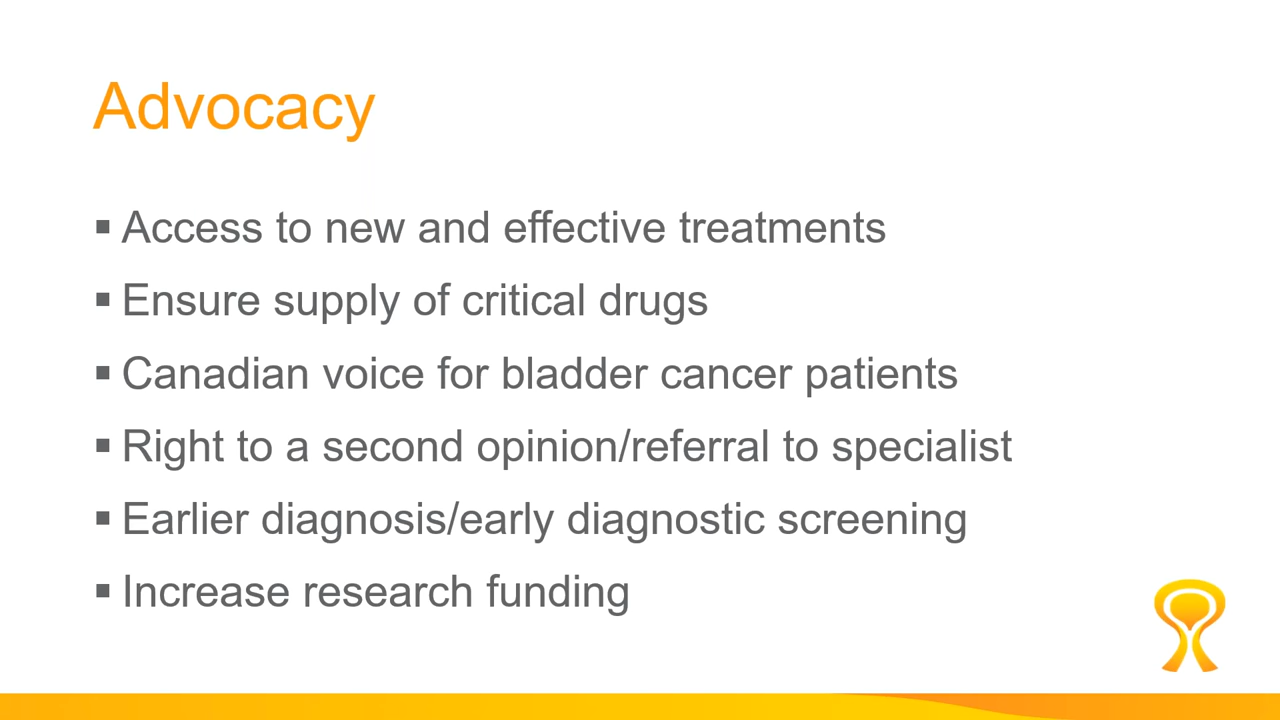 Advocacy
▪ Access to new and effective treatments
▪ Ensure supply of critical drugs
▪ Canadian voice for bladder cancer patients
▪ Right to a second opinion/referral to specialist
▪ Earlier diagnosis/early diagnostic screening
▪ Increase research funding